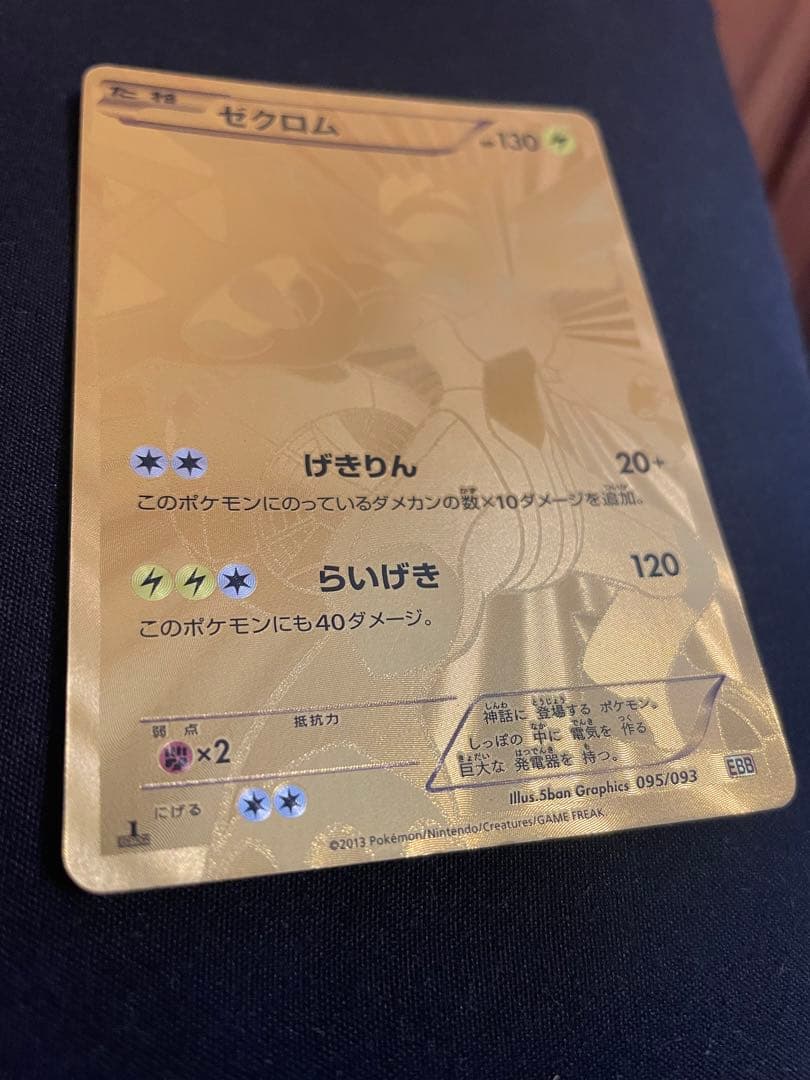 たね ゼクロム HP130
げきりん 20+
このポケモンにのっているダメカンの数×10ダメージを追加。
らいげき 120
このポケモンにも40ダメージ。
弱点 抵抗力
×2
にげる
神話に 登場する ポケモン。
しっぽの 中に 電気を 作る
巨大な 発電器を 持つ。
Illus.5ban Graphics 095/093 EBB
1
©2013 Pokémon/Nintendo/Creatures/GAME FREAK.